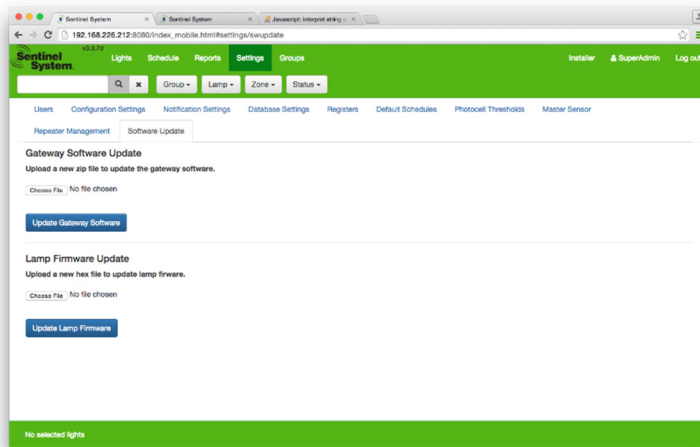 Sentinel System
Sentinel System
Javascript: interpret string
192.168.226.212:8080/index_mobile.html#settings/swupdate
Sentinel System
v0.3.7d
Lights Schedule Reports Settings Groups Installer SuperAdmin Log out
Group Lamp Zone Status
Users Configuration Settings Notification Settings Database Settings Registers Default Schedules Photocell Thresholds Master Sensor
Repeater Management Software Update
Gateway Software Update
Upload a new zip file to update the gateway software.
Choose File No file chosen
Update Gateway Software
Lamp Firmware Update
Upload a new hex file to update lamp firware.
Choose File No file chosen
Update Lamp Firmware
No selected lights